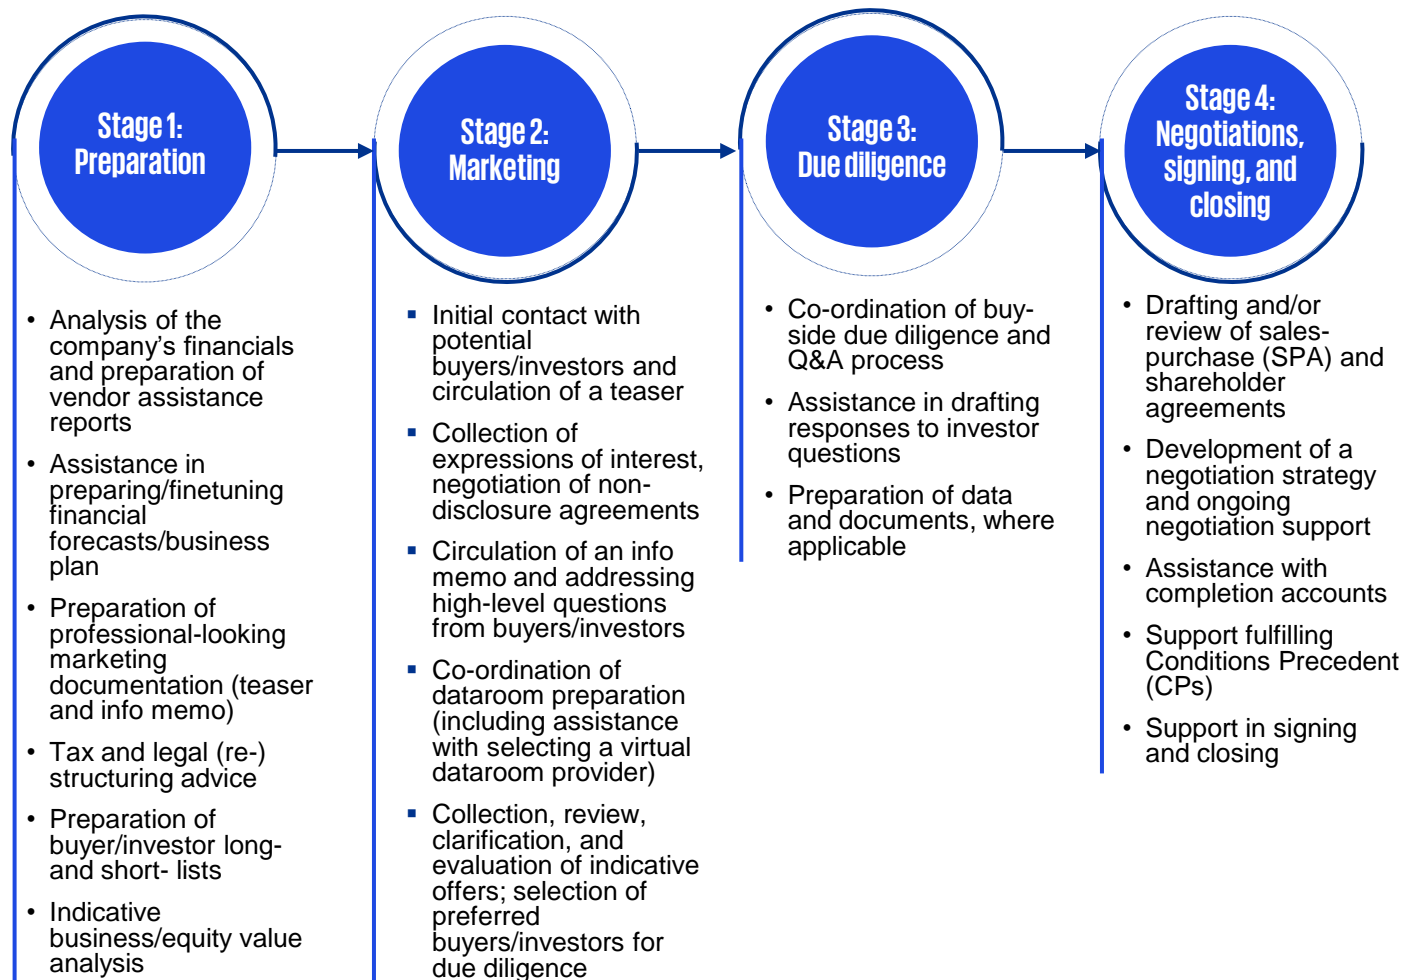 Stage 1:
Preparation
• Analysis of the
company’s financials
and preparation of
vendor assistance
reports
• Assistance in
preparing/finetuning
financial
forecasts/business
plan
• Preparation of
professional-looking
marketing
documentation (teaser
and info memo)
• Tax and legal (re-)
structuring advice
• Preparation of
buyer/investor long-
and short- lists
• Indicative
business/equity value
analysis
Stage 2:
Marketing
▪ Initial contact with
potential
buyers/investors and
circulation of a teaser
▪ Collection of
expressions of interest,
negotiation of non-
disclosure agreements
▪ Circulation of an info
memo and addressing
high-level questions
from buyers/investors
▪ Co-ordination of
dataroom preparation
(including assistance
with selecting a virtual
dataroom provider)
▪ Collection, review,
clarification, and
evaluation of indicative
offers; selection of
preferred
buyers/investors for
due diligence
Stage 3:
Due diligence
• Co-ordination of buy-
side due diligence and
Q&A process
• Assistance in drafting
responses to investor
questions
• Preparation of data
and documents, where
applicable
Stage 4:
Negotiations,
signing, and
closing
• Drafting and/or
review of sales-
purchase (SPA) and
shareholder
agreements
• Development of a
negotiation strategy
and ongoing
negotiation support
• Assistance with
completion accounts
• Support fulfilling
Conditions Precedent
(CPs)
• Support in signing
and closing